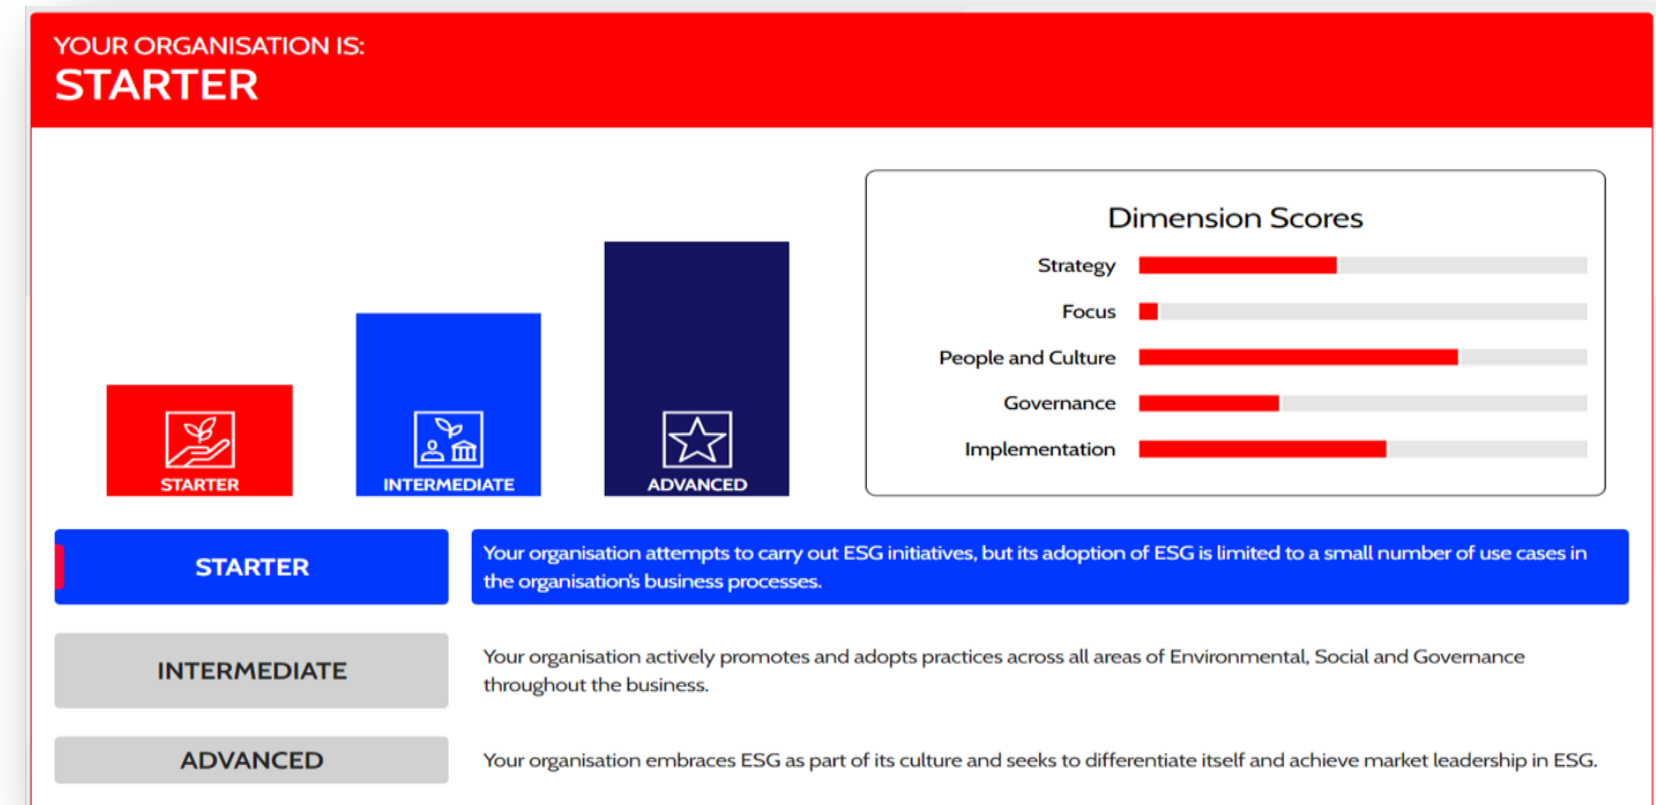 YOUR ORGANISATION IS:
STARTER
STARTER
INTERMEDIATE
ADVANCED
Dimension Scores
Strategy
Focus
People and Culture
Governance
Implementation
STARTER
Your organisation attempts to carry out ESG initiatives, but its adoption of ESG is limited to a small number of use cases in
the organisation's business processes.
INTERMEDIATE
Your organisation actively promotes and adopts practices across all areas of Environmental, Social and Governance
throughout the business.
ADVANCED
Your organisation embraces ESG as part of its culture and seeks to differentiate itself and achieve market leadership in ESG.